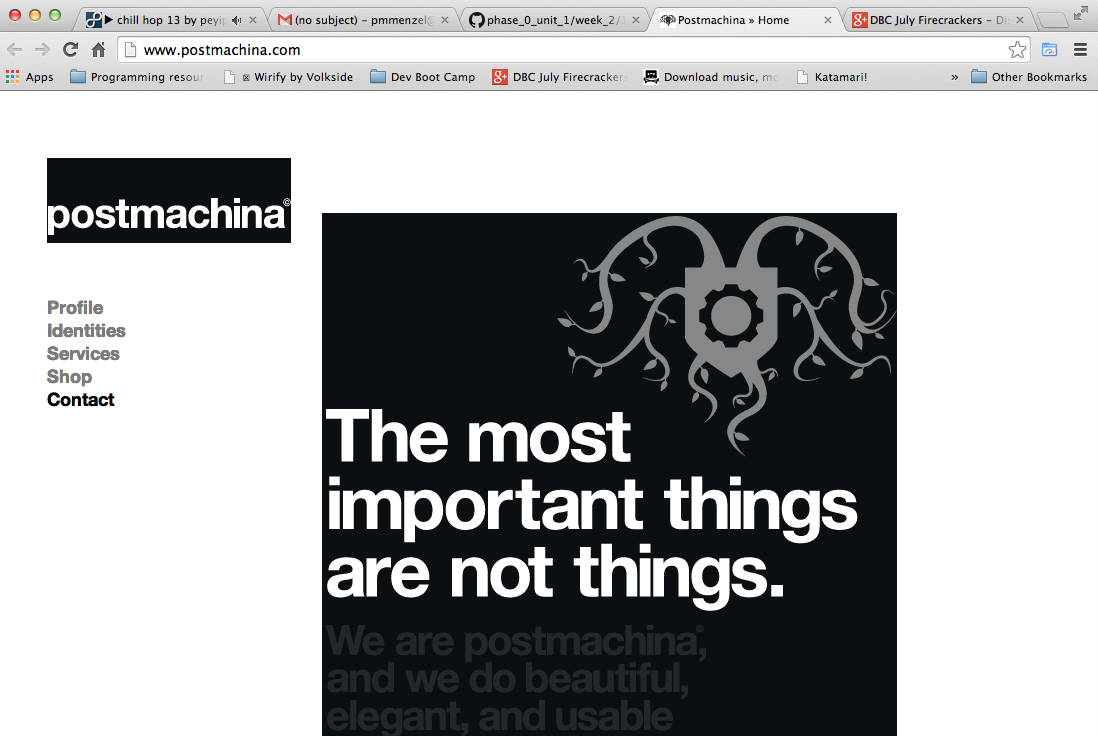 chill hop 13 by peyip
(no subject) – pmmenzel@
phase_0_unit_1/week_2/
Postmachina » Home
DBC July Firecrackers – Di
www.postmachina.com
Apps
Programming resour
Wirify by Volkside
Dev Boot Camp
DBC July Firecrackers
Download music, mo
Katamari!
»
Other Bookmarks
postmachina©
Profile
Identities
Services
Shop
Contact
The most
important things
are not things.
We are postmachina©,
and we do beautiful,
elegant, and usable